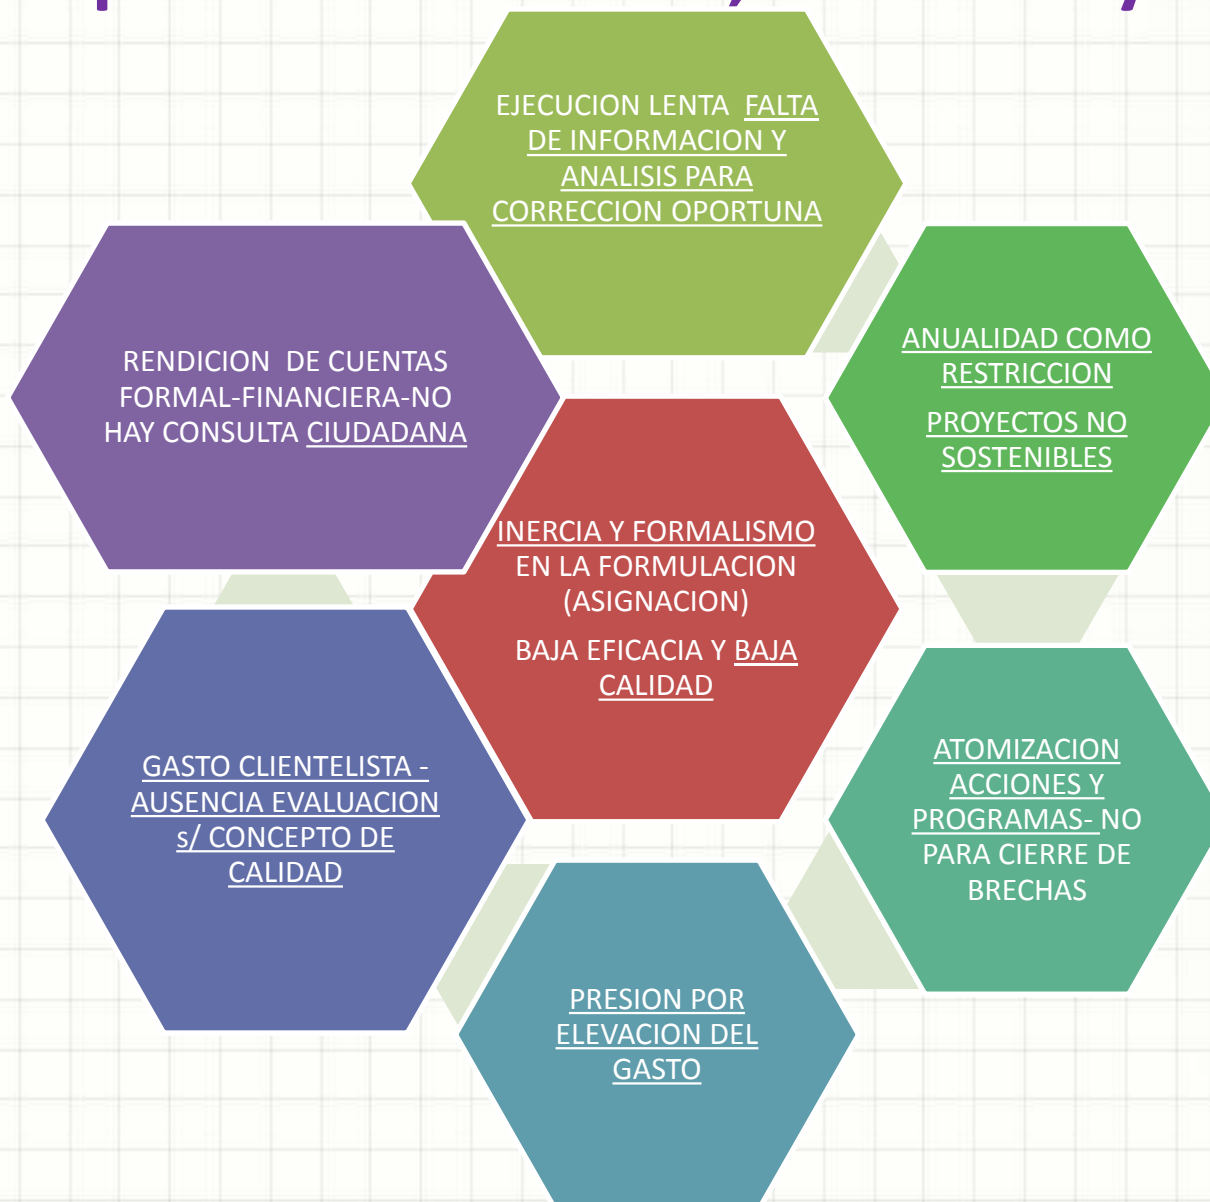 EJECUCION LENTA FALTA
DE INFORMACION Y
ANALISIS PARA
CORRECCION OPORTUNA
ANUALIDAD COMO
RESTRICCION
PROYECTOS NO
SOSTENIBLES
RENDICION DE CUENTAS
FORMAL-FINANCIERA-NO
HAY CONSULTA CIUDADANA
INERCIA Y FORMALISMO
EN LA FORMULACION
(ASIGNACION)
BAJA EFICACIA Y BAJA
CALIDAD
ATOMIZACION
ACCIONES Y
PROGRAMAS- NO
PARA CIERRE DE
BRECHAS
GASTO CLIENTELISTA -
AUSENCIA EVALUACION
s/ CONCEPTO DE
CALIDAD
PRESION POR
ELEVACION DEL
GASTO